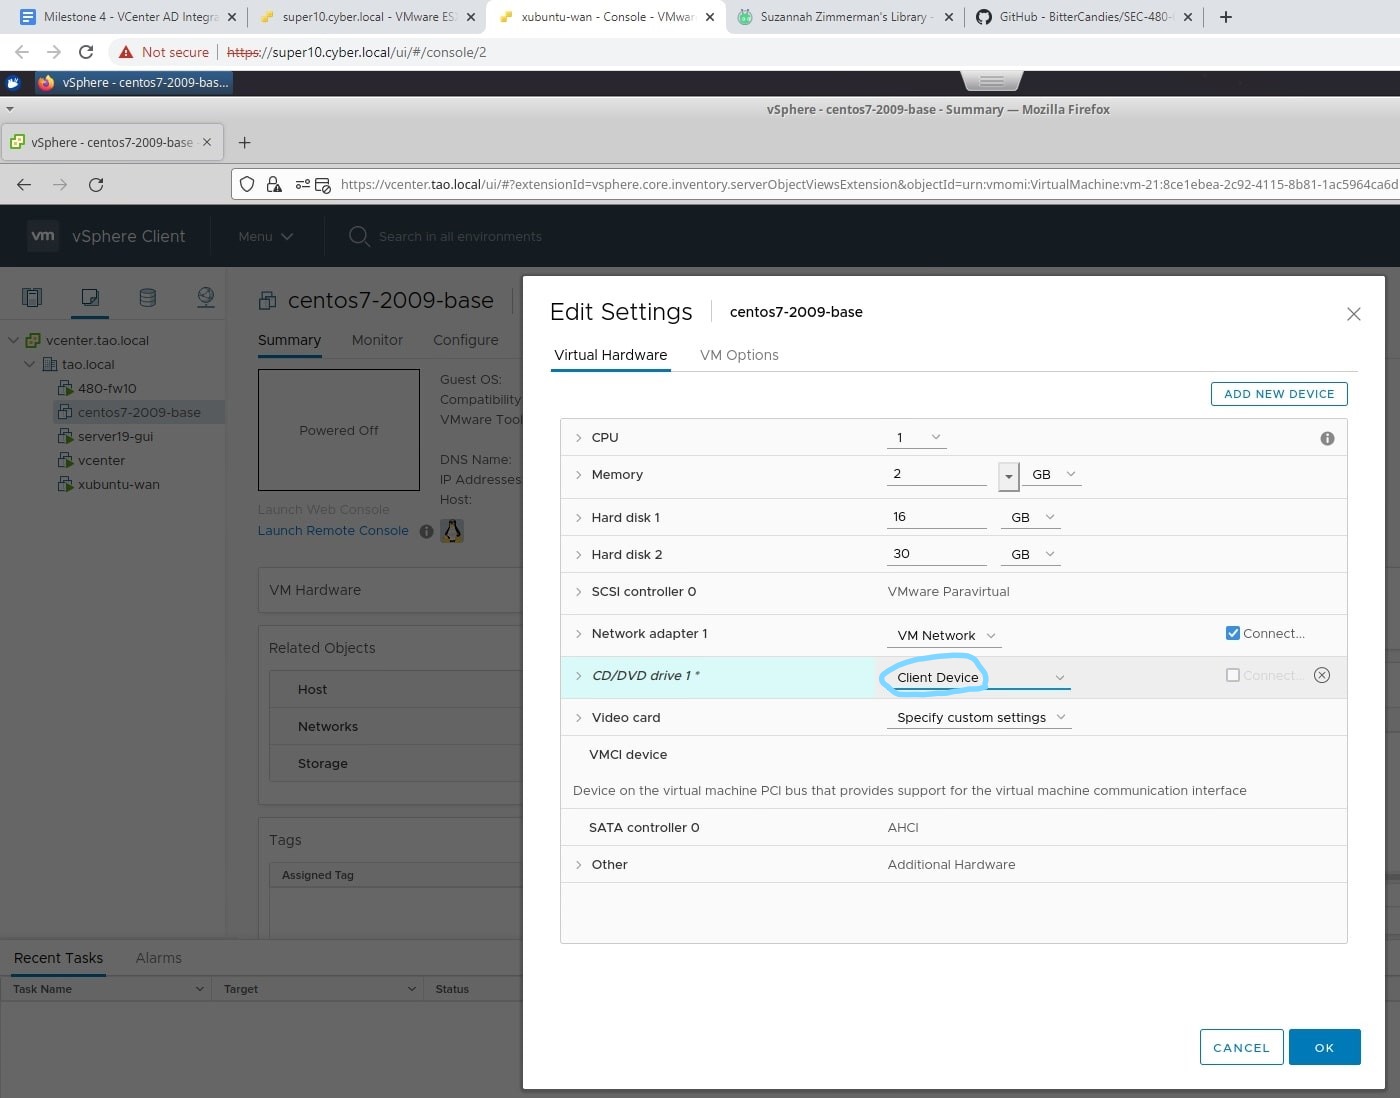 Milestone 4 - VCenter AD Integra
super10.cyber.local - VMware ES
xubuntu-wan - Console - VMwar
Suzannah Zimmerman's Library -
GitHub - BitterCandies/SEC-480-
Not secure
https://super10.cyber.local/ui/#/console/2
vSphere - centos7-2009-bas...
vSphere - centos7-2009-base - Summary — Mozilla Firefox
vSphere - centos7-2009-base
https://vcenter.tao.local/ui/#?extensionId=vsphere.core.inventory.serverObjectViewsExtension&objectId=urn:vmomi:VirtualMachine:vm-21:8ce1ebea-2c92-4115-8b81-1ac5964ca6d
vm
vSphere Client
Menu
Search in all environments
vcenter.tao.local
tao.local
480-fw10
centos7-2009-base
server19-gui
vcenter
xubuntu-wan
centos7-2009-base
Summary
Monitor
Configure
Powered Off
Guest OS:
Compatibility
VMware Tool
DNS Name:
IP Addresses
Host:
Launch Web Console
Launch Remote Console
VM Hardware
Related Objects
Host
Networks
Storage
Tags
Assigned Tag
Edit Settings
centos7-2009-base
Virtual Hardware
VM Options
ADD NEW DEVICE
CPU 1
Memory 2 GB
Hard disk 1 16 GB
Hard disk 2 30 GB
SCSI controller 0 VMware Paravirtual
Network adapter 1 VM Network Connect...
CD/DVD drive 1 * Client Device Connect...
Video card Specify custom settings
VMCI device
Device on the virtual machine PCI bus that provides support for the virtual machine communication interface
SATA controller 0 AHCI
Other Additional Hardware
CANCEL
OK
Recent Tasks
Alarms
Task Name
Target
Status